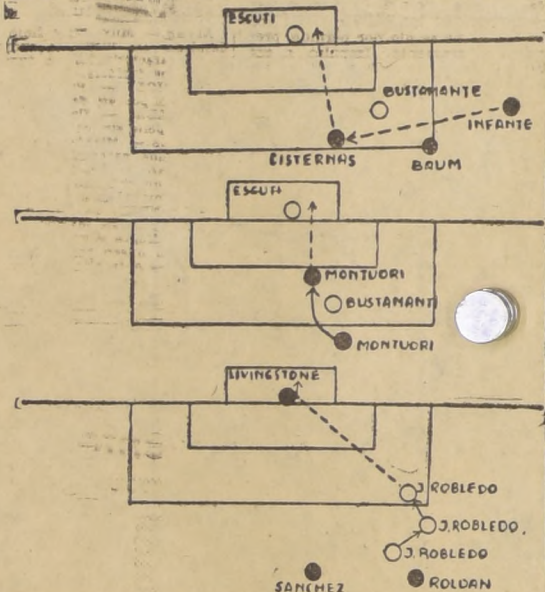 ESCUTI
BUSTAMANTE
INFANTE
CISTERNAS
BAUM
ESCUTI
MONTUORI
BUSTAMANT
MONTUORI
LIVINGSTONE
J. ROBLEDO
J. ROBLEDO.
J. ROBLEDO
SANCHEZ
ROLDAN